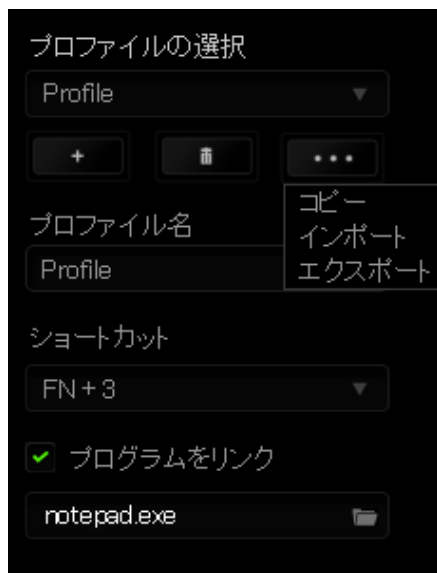 プロファイルの選択
Profile
コピー
インポート
エクスポート
プロファイル名
Profile
ショートカット
FN + 3
プログラムをリンク
notepad.exe